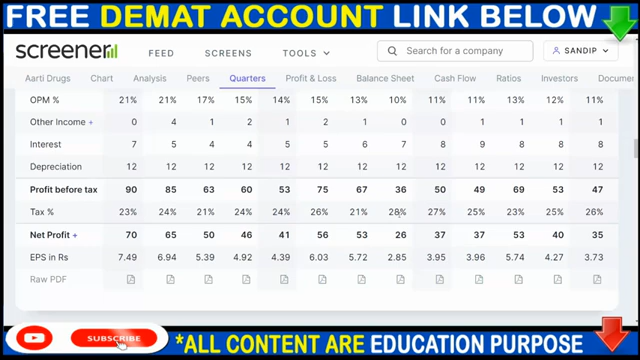 FREE DEMAT ACCOUNT LINK BELOW
screener
FEED SCREENS TOOLS
Search for a company
SANDIP
Aarti Drugs Chart Analysis Peers Quarters Profit & Loss Balance Sheet Cash Flow Ratios Investors Documen
OPM % 21% 21% 17% 15% 14% 15% 13% 10% 11% 11% 13% 12% 11%
Other Income + 0 4 1 2 1 2 1 0 0 1 1 1 1
Interest 7 5 4 4 5 5 6 7 8 9 8 8 8
Depreciation 12 12 12 12 12 12 12 12 12 12 12 12 12
Profit before tax 90 85 63 60 53 75 67 36 50 49 69 53 47
Tax % 23% 24% 21% 24% 24% 26% 21% 28% 27% 25% 23% 25% 26%
Net Profit + 70 65 50 46 41 56 53 26 37 37 53 40 35
EPS in Rs 7.49 6.94 5.39 4.92 4.39 6.03 5.72 2.85 3.95 3.96 5.74 4.27 3.73
Raw PDF
SUBSCRIBE
*ALL CONTENT ARE EDUCATION PURPOSE